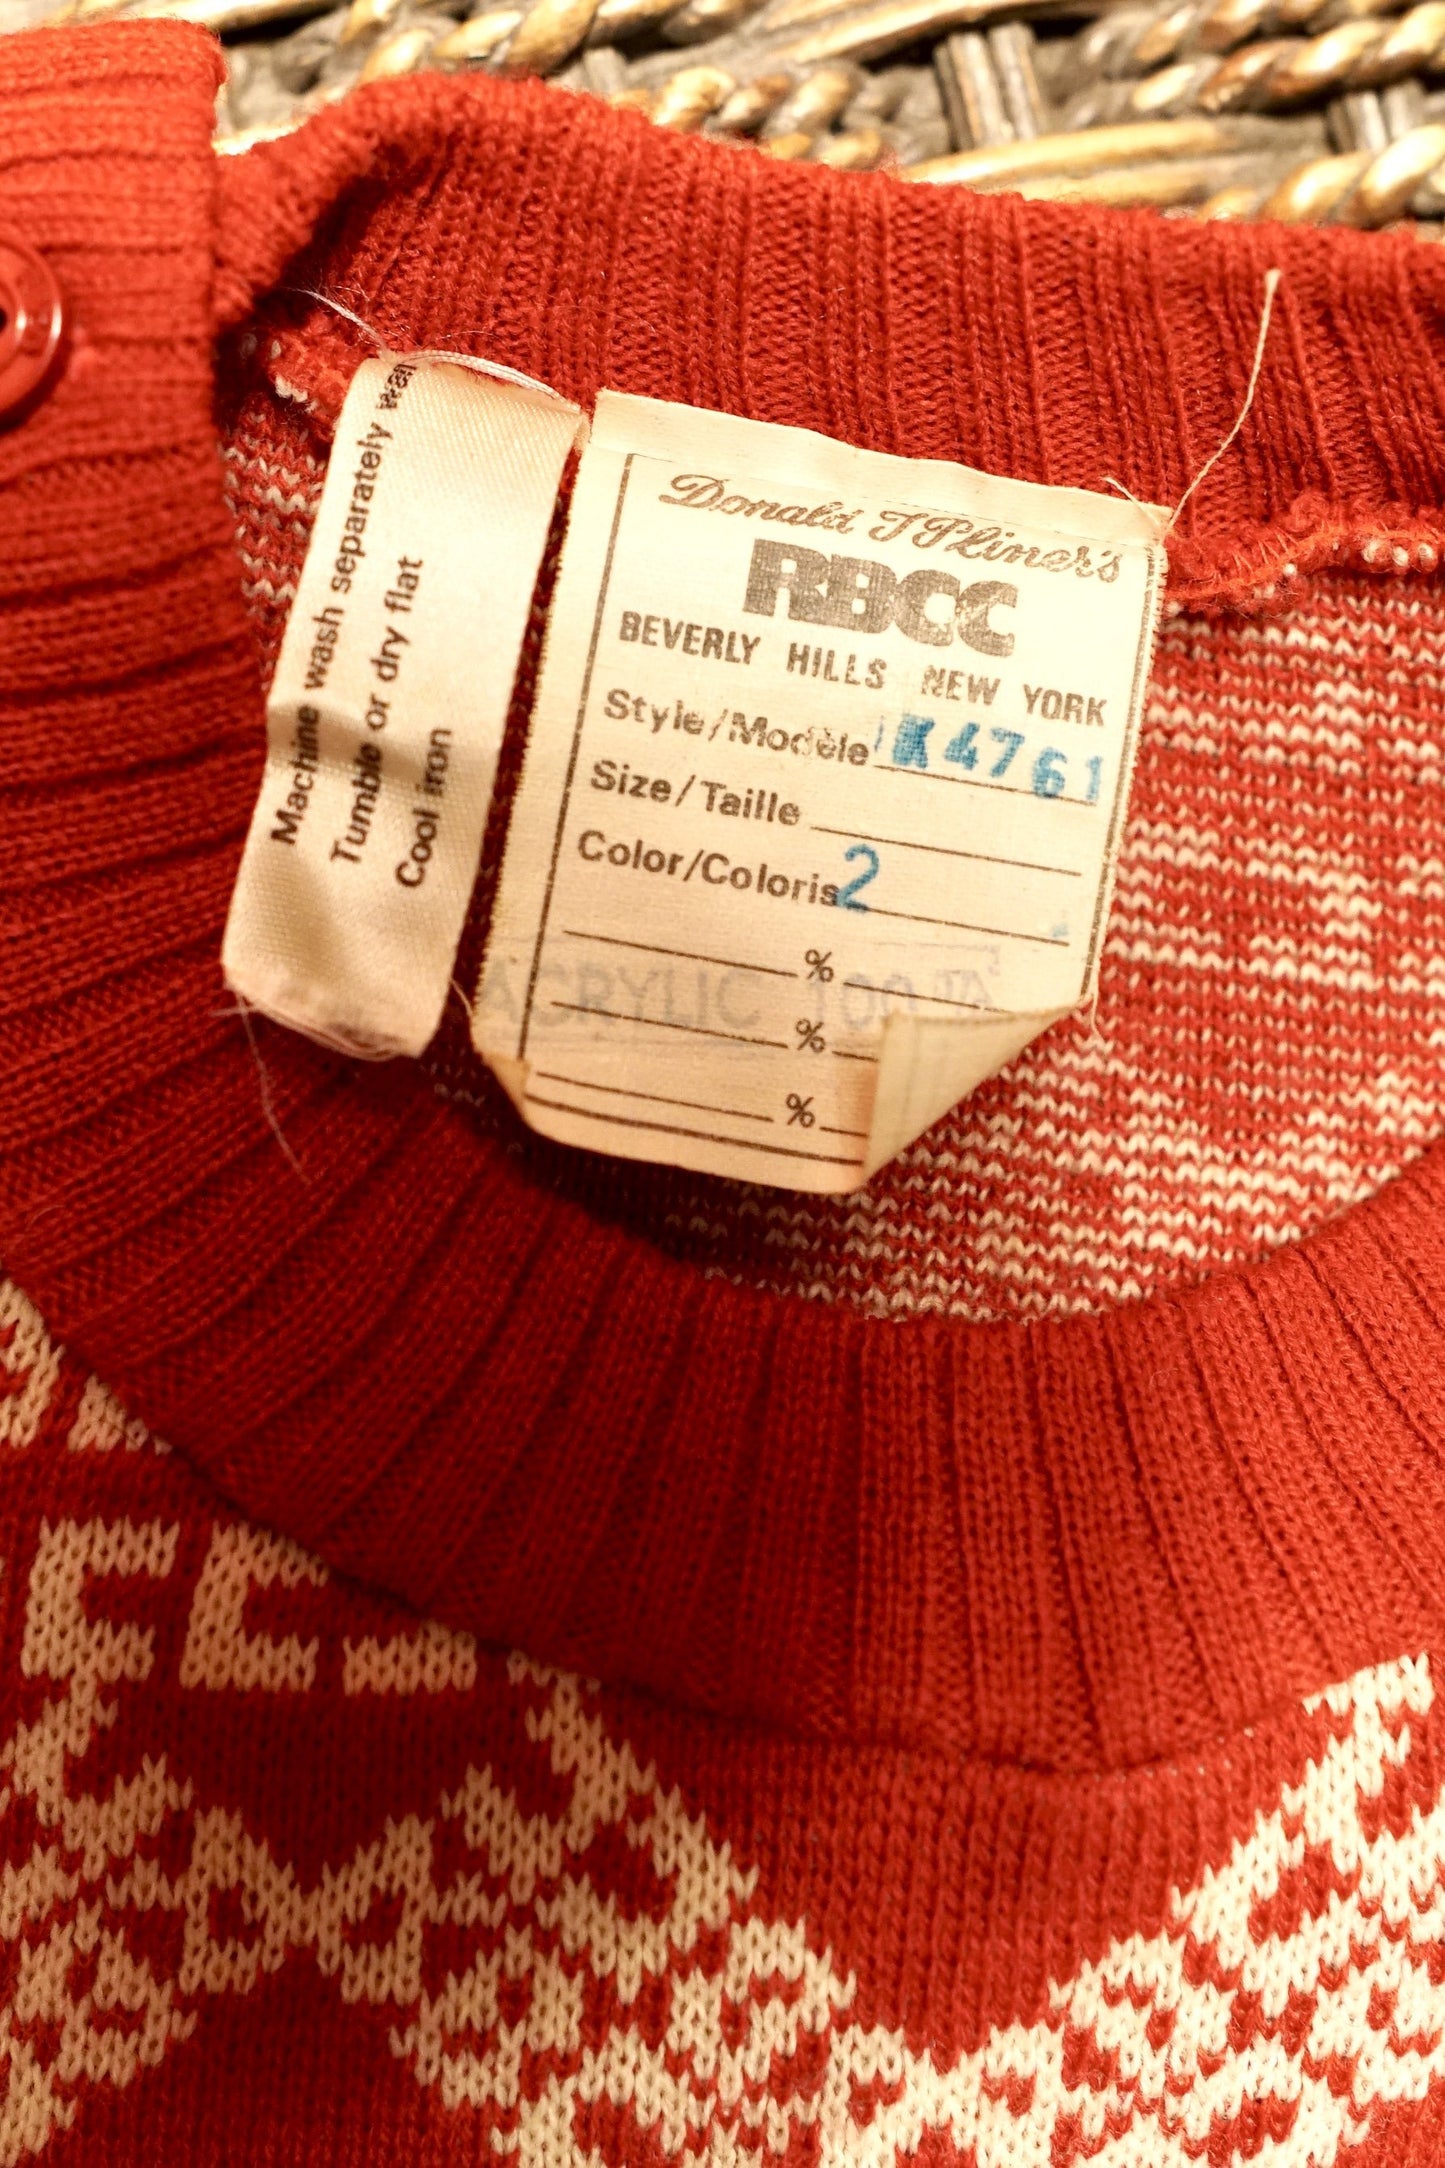 Machine wash separately
Tumble or dry flat
Cool iron
Donald J Pliner's
RBCC
BEVERLY HILLS NEW YORK
Style/Modèle K4761
Size/Taille
Color/Coloris 2
%
ACRYLIC 100
%
%